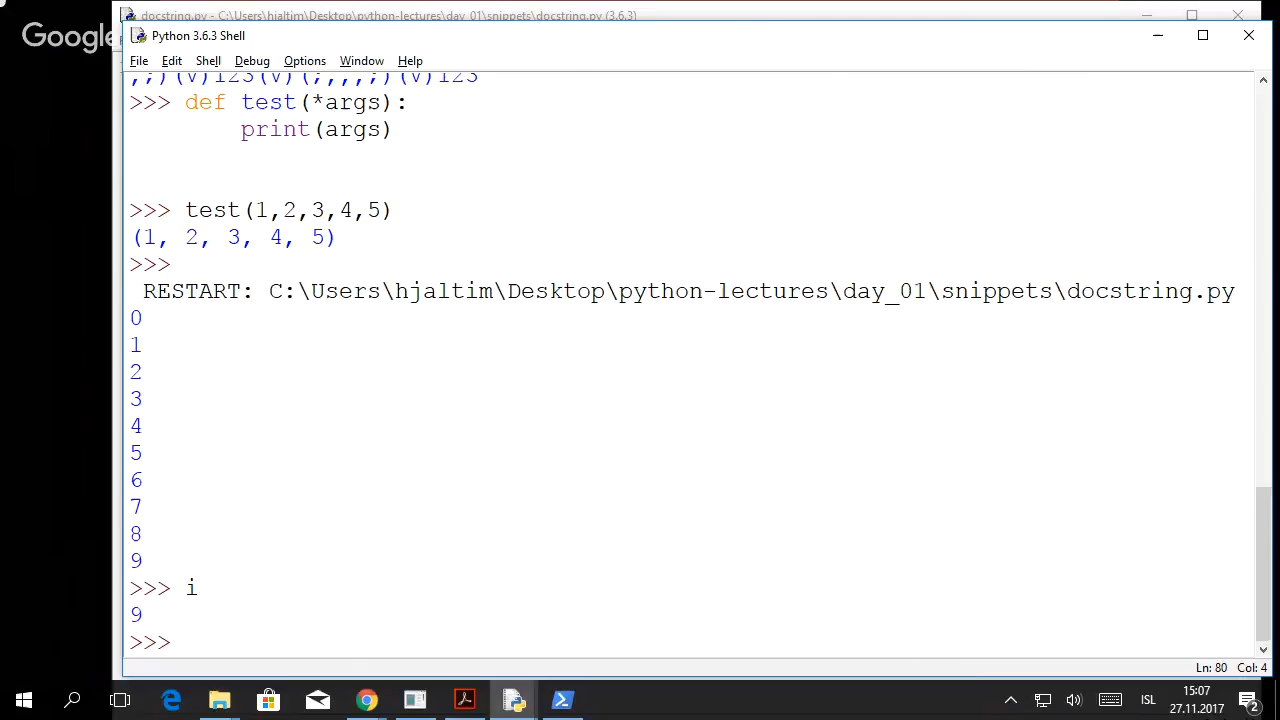 docstring.py - C:\Users\hjaltim\Desktop\python-lectures\day_01\snippets\docstring.py (3.6.3)
Google
Python 3.6.3 Shell
File Edit Shell Debug Options Window Help
,;)(V)123(V)(;,,,;)(V)123
>>> def test(*args):
print(args)
>>> test(1,2,3,4,5)
(1, 2, 3, 4, 5)
>>>
RESTART: C:\Users\hjaltim\Desktop\python-lectures\day_01\snippets\docstring.py
0
1
2
3
4
5
6
7
8
9
>>> i
9
>>>
Ln: 80 Col: 4
ISL
15:07
27.11.2017
2